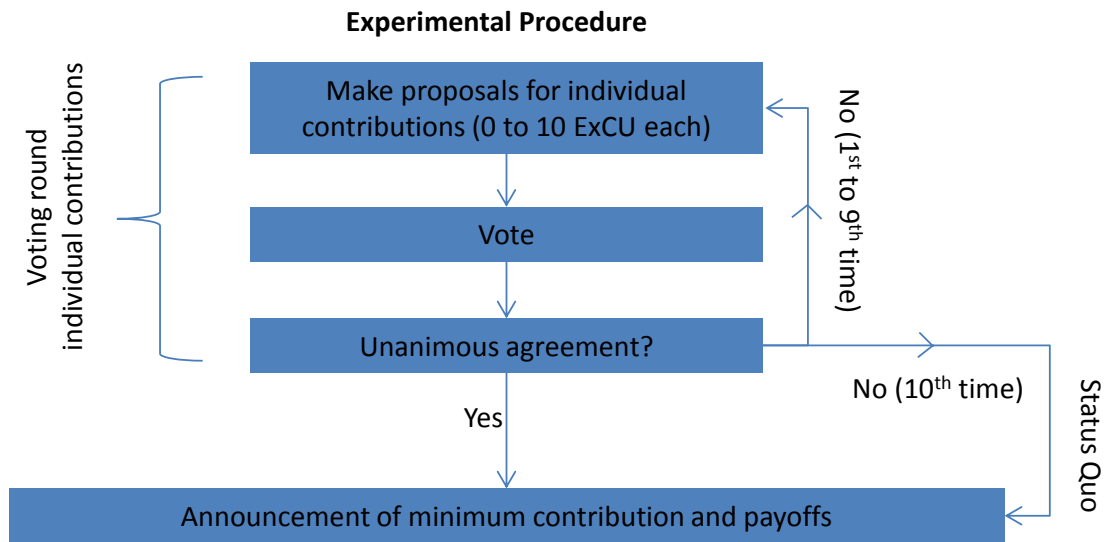 Experimental Procedure
Voting round
individual contributions
Make proposals for individual
contributions (0 to 10 ExCU each)
Vote
Unanimous agreement?
No (1st to 9th time)
No (10th time)
Status Quo
Yes
Announcement of minimum contribution and payoffs